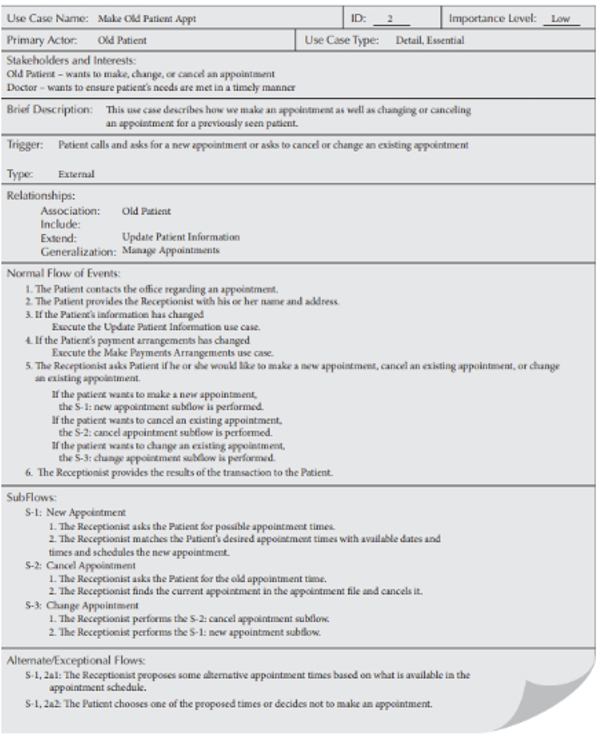 Use Case Name: Make Old Patient Appt ID: 2 Importance Level: Low
Primary Actor: Old Patient Use Case Type: Detail, Essential
Stakeholders and Interests:
Old Patient – wants to make, change, or cancel an appointment
Doctor – wants to ensure patient's needs are met in a timely manner
Brief Description: This use case describes how we make an appointment as well as changing or canceling
an appointment for a previously seen patient.
Trigger: Patient calls and asks for a new appointment or asks to cancel or change an existing appointment
Type: External
Relationships:
Association: Old Patient
Include:
Extend: Update Patient Information
Generalization: Manage Appointments
Normal Flow of Events:
1. The Patient contacts the office regarding an appointment.
2. The Patient provides the Receptionist with his or her name and address.
3. If the Patient's information has changed
Execute the Update Patient Information use case.
4. If the Patient's payment arrangements has changed
Execute the Make Payments Arrangements use case.
5. The Receptionist asks Patient if he or she would like to make a new appointment, cancel an existing appointment, or change
an existing appointment.
If the patient wants to make a new appointment,
the S-1: new appointment subflow is performed.
If the patient wants to cancel an existing appointment,
the S-2: cancel appointment subflow is performed.
If the patient wants to change an existing appointment,
the S-3: change appointment subflow is performed.
6. The Receptionist provides the results of the transaction to the Patient.
SubFlows:
S-1: New Appointment
1. The Receptionist asks the Patient for possible appointment times.
2. The Receptionist matches the Patient's desired appointment times with available dates and
times and schedules the new appointment.
S-2: Cancel Appointment
1. The Receptionist asks the Patient for the old appointment time.
2. The Receptionist finds the current appointment in the appointment file and cancels it.
S-3: Change Appointment
1. The Receptionist performs the S-2: cancel appointment subflow.
2. The Receptionist performs the S-1: new appointment subflow.
Alternate/Exceptional Flows:
S-1, 2a1: The Receptionist proposes some alternative appointment times based on what is available in the
appointment schedule.
S-1, 2a2: The Patient chooses one of the proposed times or decides not to make an appointment.